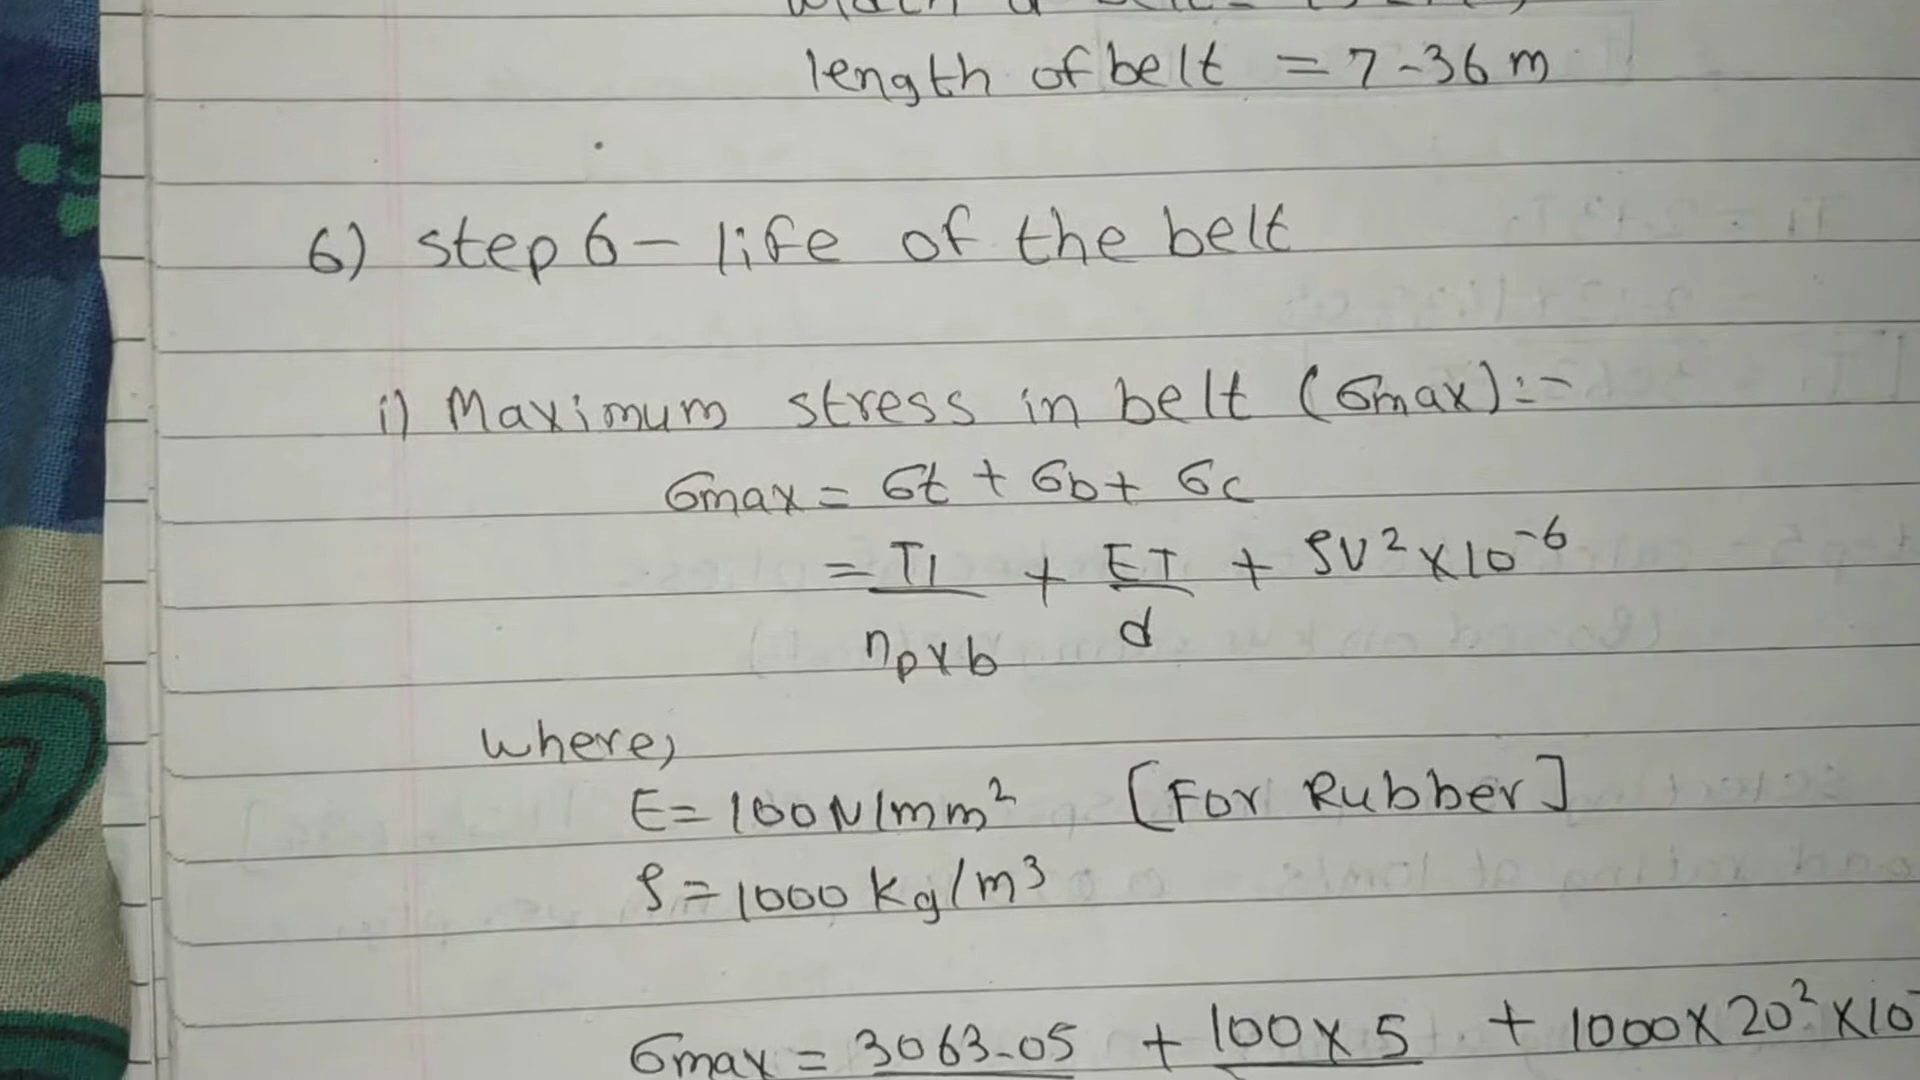 length of belt = 7-36 m
6) step 6 - life of the belt
i) Maximum stress in belt (σmax):-
σmax = σt + σb + σc
= T1 / np x b + ET / d + ρV² x 10⁻⁶
where,
E = 100 N/mm² [For Rubber]
ρ = 1000 kg/m³
σmax = 3063-05 + 100 x 5 + 1000 x 20² x 10